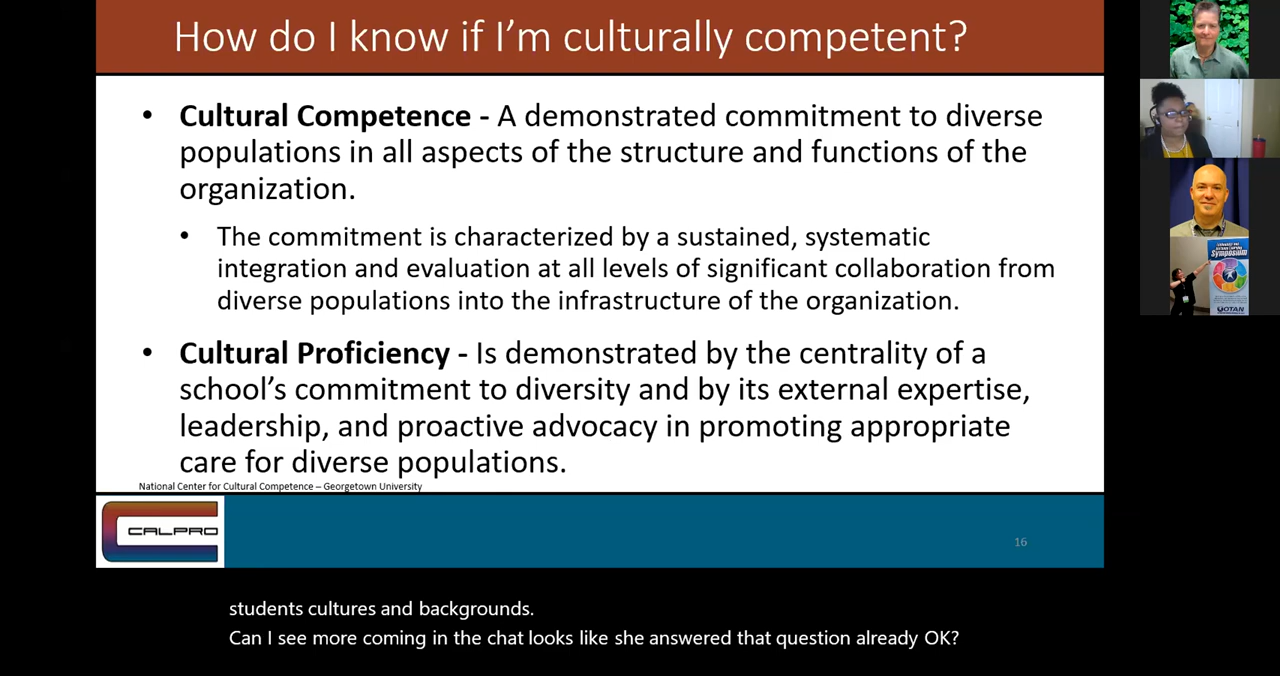 How do I know if I'm culturally competent?
• Cultural Competence - A demonstrated commitment to diverse
populations in all aspects of the structure and functions of the
organization.
• The commitment is characterized by a sustained, systematic
integration and evaluation at all levels of significant collaboration from
diverse populations into the infrastructure of the organization.
• Cultural Proficiency - Is demonstrated by the centrality of a
school's commitment to diversity and by its external expertise,
leadership, and proactive advocacy in promoting appropriate
care for diverse populations.
National Center for Cultural Competence – Georgetown University
CALPRO
16
students cultures and backgrounds.
Can I see more coming in the chat looks like she answered that question already OK?
Symposium
OTAN